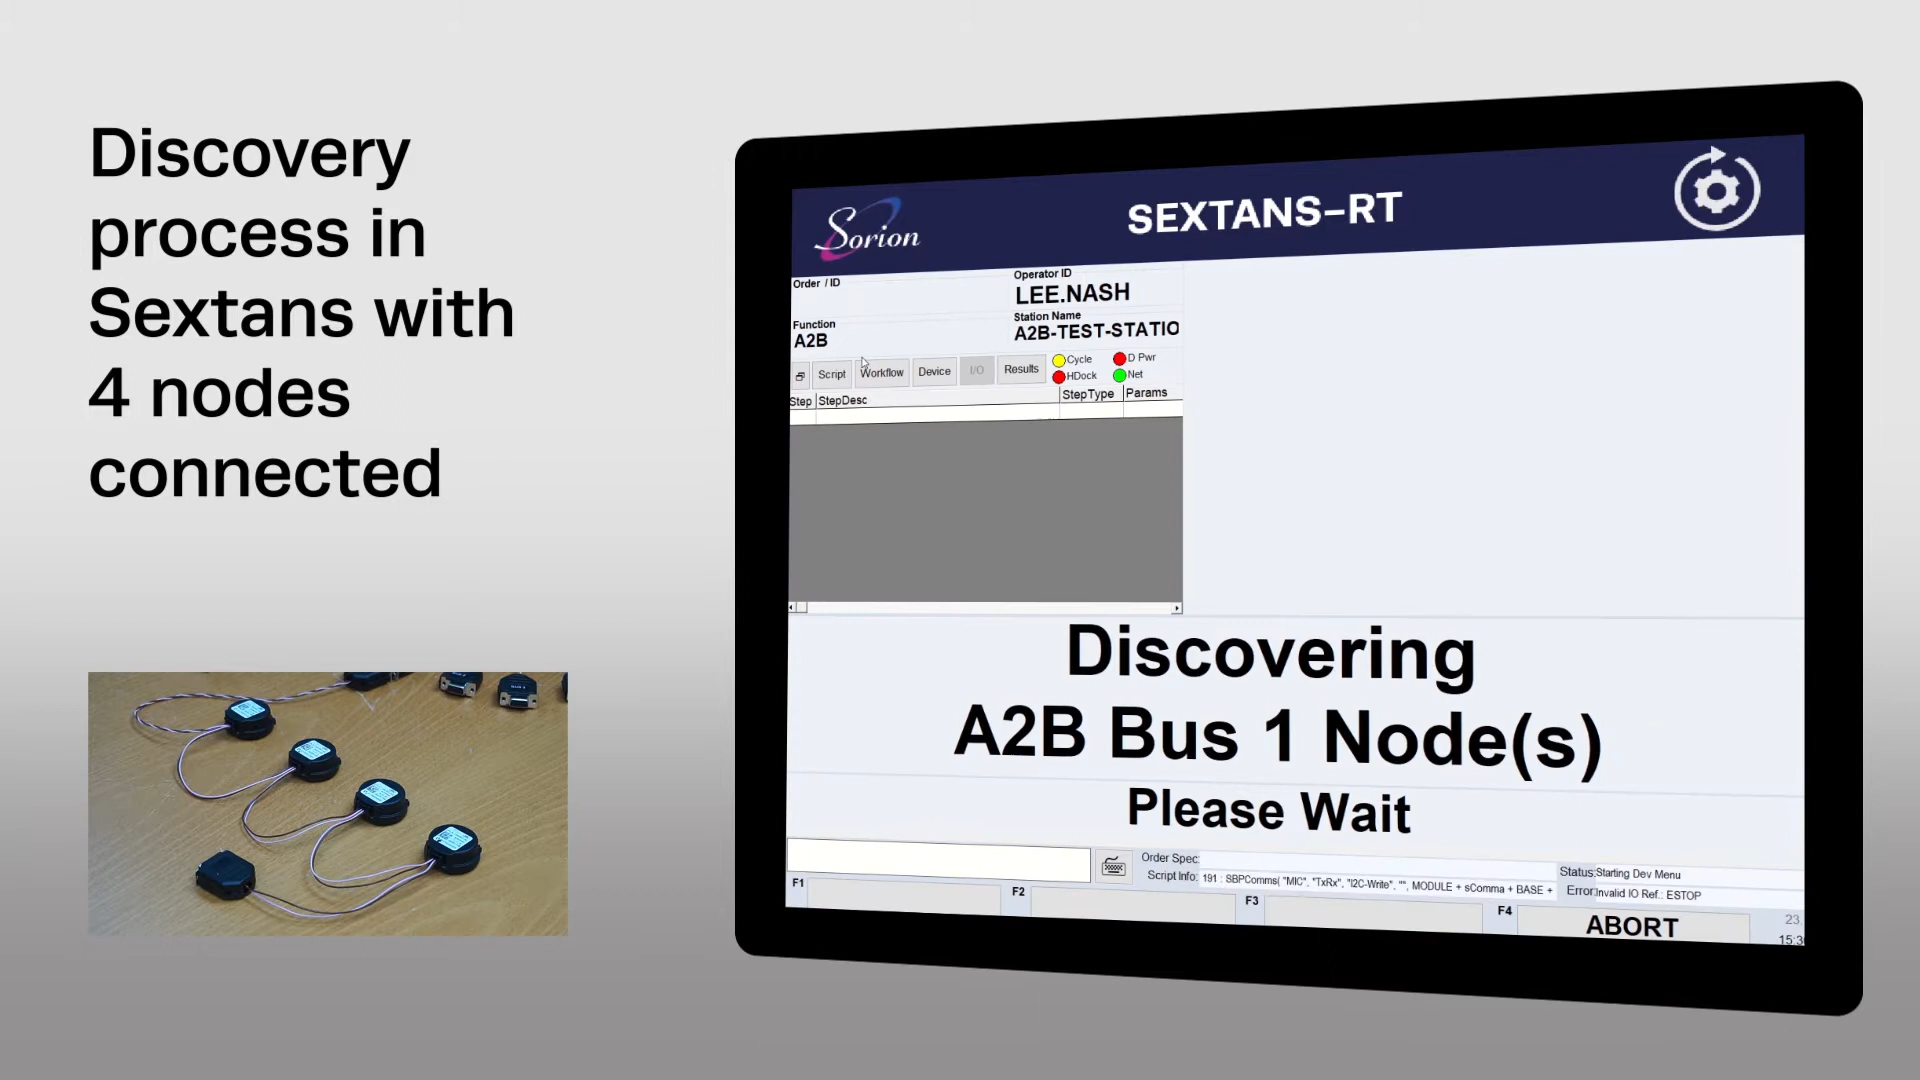 Discovery
process in
Sextans with
4 nodes
connected
Sorion
SEXTANS-RT
Order / ID
Operator ID
LEE.NASH
Function
A2B
Station Name
A2B-TEST-STATIO
Script
Workflow
Device
I/O
Results
Cycle
D Pwr
HDock
Net
Step
StepDesc
StepType
Params
Discovering
A2B Bus 1 Node(s)
Please Wait
Order Spec:
Script Info: 191 : SBPComms( "MIC". "TxRx", "I2C-Write", "", MODULE + sComma + BASE +
Status:Starting Dev Menu
Error:Invalid IO Ref.: ESTOP
F1
F2
F3
F4
ABORT
23.